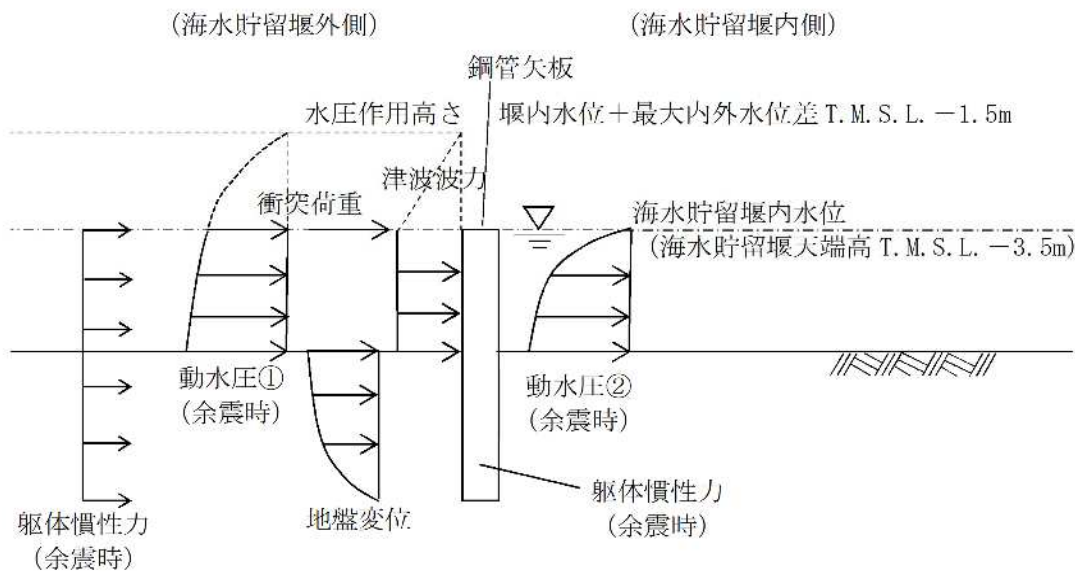 (海水貯留堰外側)
(海水貯留堰内側)
鋼管矢板
水圧作用高さ
堰内水位+最大内外水位差 T.M.S.L.-1.5m
津波波力
衝突荷重
海水貯留堰内水位
(海水貯留堰天端高 T.M.S.L.-3.5m)
動水圧①
(余震時)
動水圧②
(余震時)
躯体慣性力
(余震時)
地盤変位
躯体慣性力
(余震時)